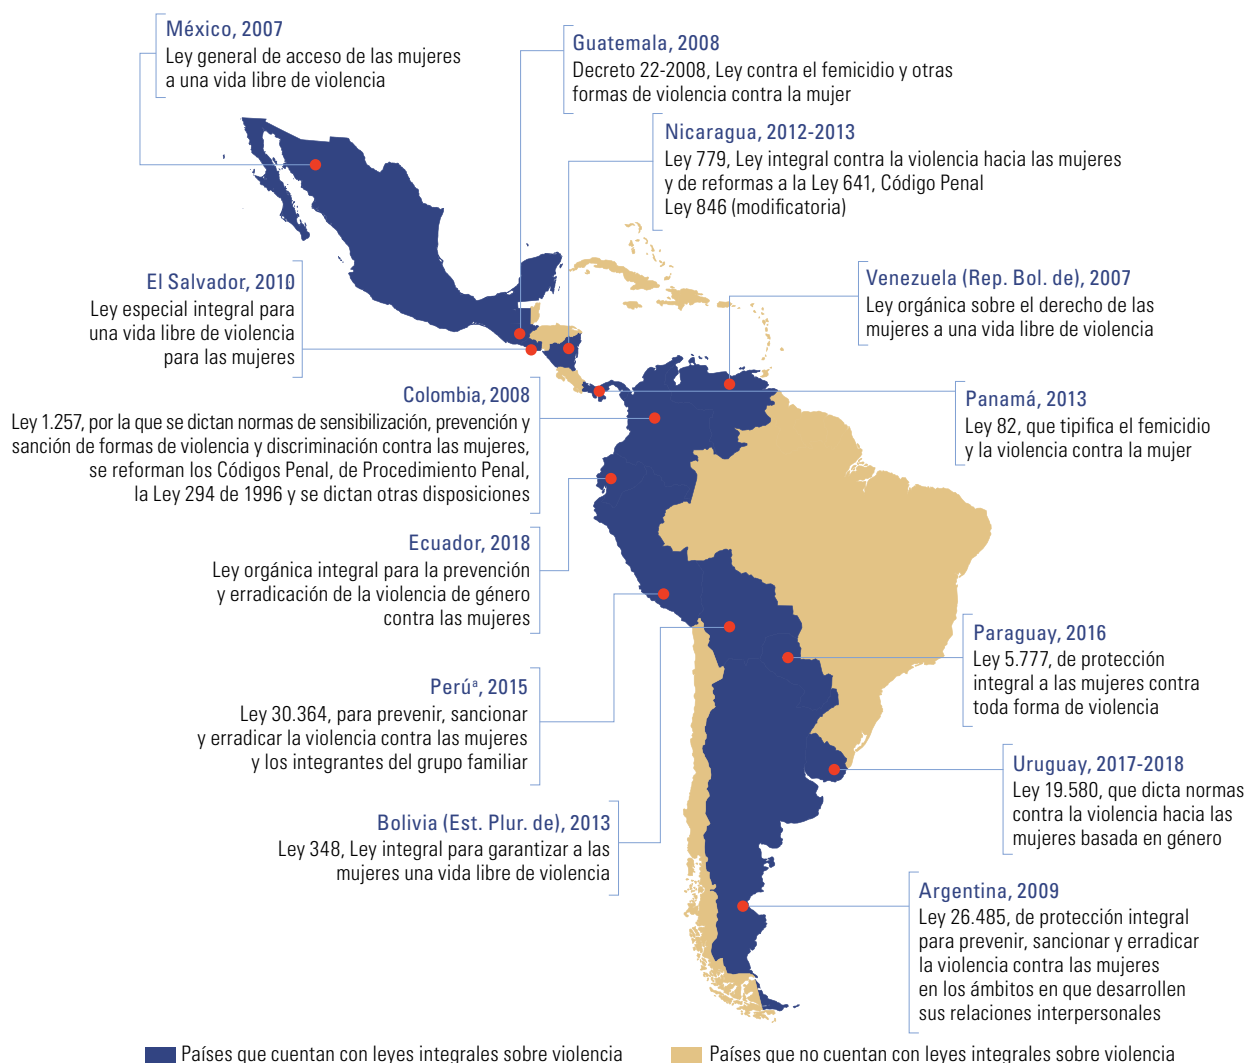 México, 2007
Ley general de acceso de las mujeres
a una vida libre de violencia
Guatemala, 2008
Decreto 22-2008, Ley contra el femicidio y otras
formas de violencia contra la mujer
Nicaragua, 2012-2013
Ley 779, Ley integral contra la violencia hacia las mujeres
y de reformas a la Ley 641, Código Penal
Ley 846 (modificatoria)
El Salvador, 2010
Ley especial integral para
una vida libre de violencia
para las mujeres
Venezuela (Rep. Bol. de), 2007
Ley orgánica sobre el derecho de las
mujeres a una vida libre de violencia
Colombia, 2008
Ley 1.257, por la que se dictan normas de sensibilización, prevención y
sanción de formas de violencia y discriminación contra las mujeres,
se reforman los Códigos Penal, de Procedimiento Penal,
la Ley 294 de 1996 y se dictan otras disposiciones
Panamá, 2013
Ley 82, que tipifica el femicidio
y la violencia contra la mujer
Ecuador, 2018
Ley orgánica integral para la prevención
y erradicación de la violencia de género
contra las mujeres
Paraguay, 2016
Ley 5.777, de protección
integral a las mujeres contra
toda forma de violencia
Perúª, 2015
Ley 30.364, para prevenir, sancionar
y erradicar la violencia contra las mujeres
y los integrantes del grupo familiar
Uruguay, 2017-2018
Ley 19.580, que dicta normas
contra la violencia hacia las
mujeres basada en género
Bolivia (Est. Plur. de), 2013
Ley 348, Ley integral para garantizar a las
mujeres una vida libre de violencia
Argentina, 2009
Ley 26.485, de protección integral
para prevenir, sancionar y erradicar
la violencia contra las mujeres
en los ámbitos en que desarrollen
sus relaciones interpersonales
Países que cuentan con leyes integrales sobre violencia
Países que no cuentan con leyes integrales sobre violencia